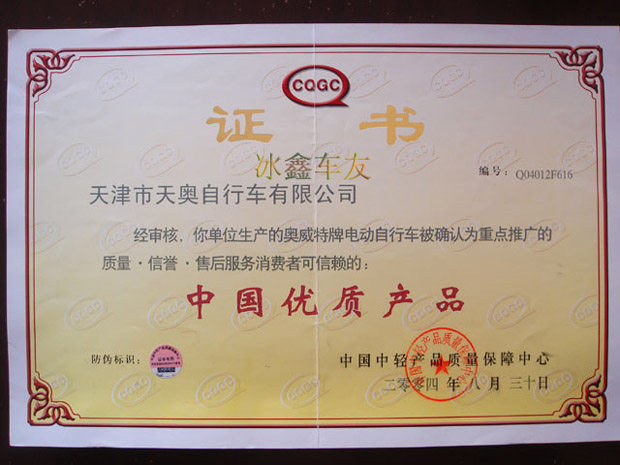 CQGC
证 书
冰鑫车友
编号：Q04012F616
天津市天奥自行车有限公司
经审核，你单位生产的奥威特牌电动自行车被确认为重点推广的
质量·信誉·售后服务消费者可信赖的：
中国优质产品
防伪标识：
中国中轻产品质量保障中心
二〇〇四年八月三十日